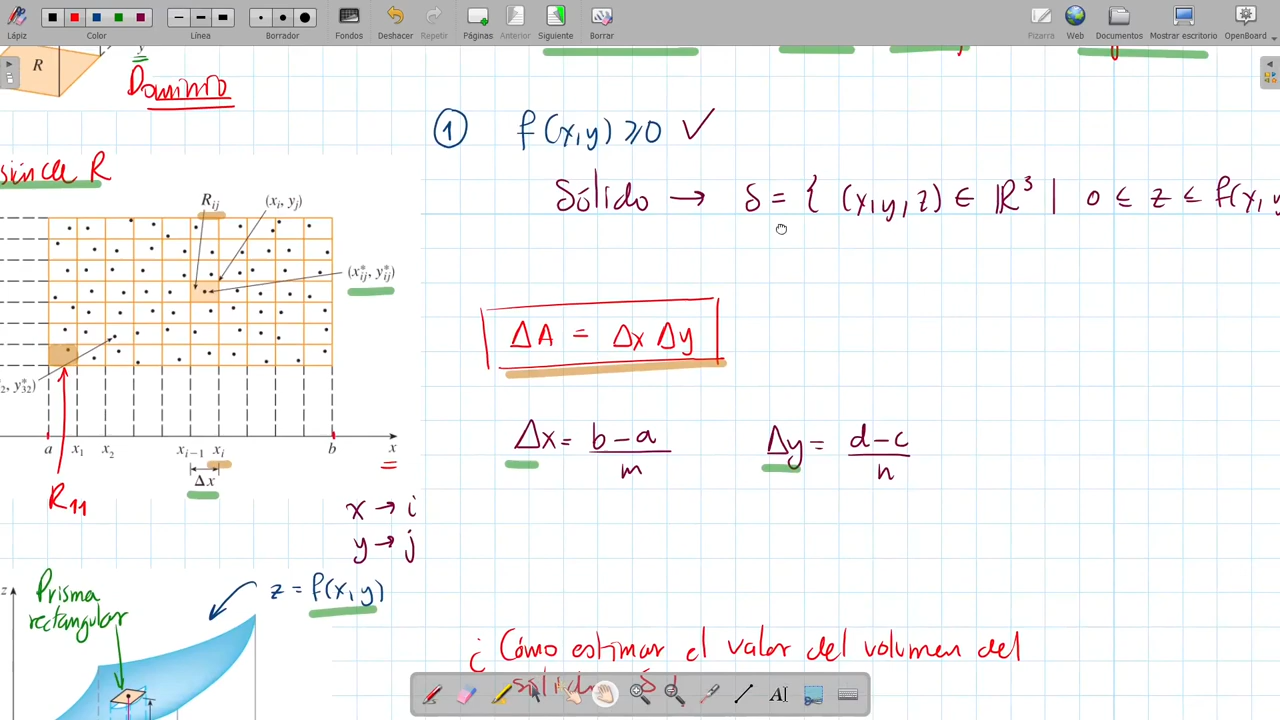 Lápiz Color Línea Borrador Fondos Deshacer Repetir Páginas Anterior Siguiente Borrar Pizarra Web Documentos Mostrar escritorio OpenBoard
R
y
Dominio
① f(x,y) ≥ 0 ✓
Sólido → S = { (x,y,z) ∈ ℝ³ | 0 ≤ z ≤ f(x,y
R
R_ij (x_i, y_j)
(x*_ij, y*_ij)
ΔA = Δx Δy
y*_32)
a x_1 x_2 x_{i-1} x_i b x
Δx
R_11
Δx = (b-a)/m Δy = (d-c)/n
x → i
y → j
z
Prisma
rectangular
z = f(x,y)
¿Cómo estimar el valor del volumen del